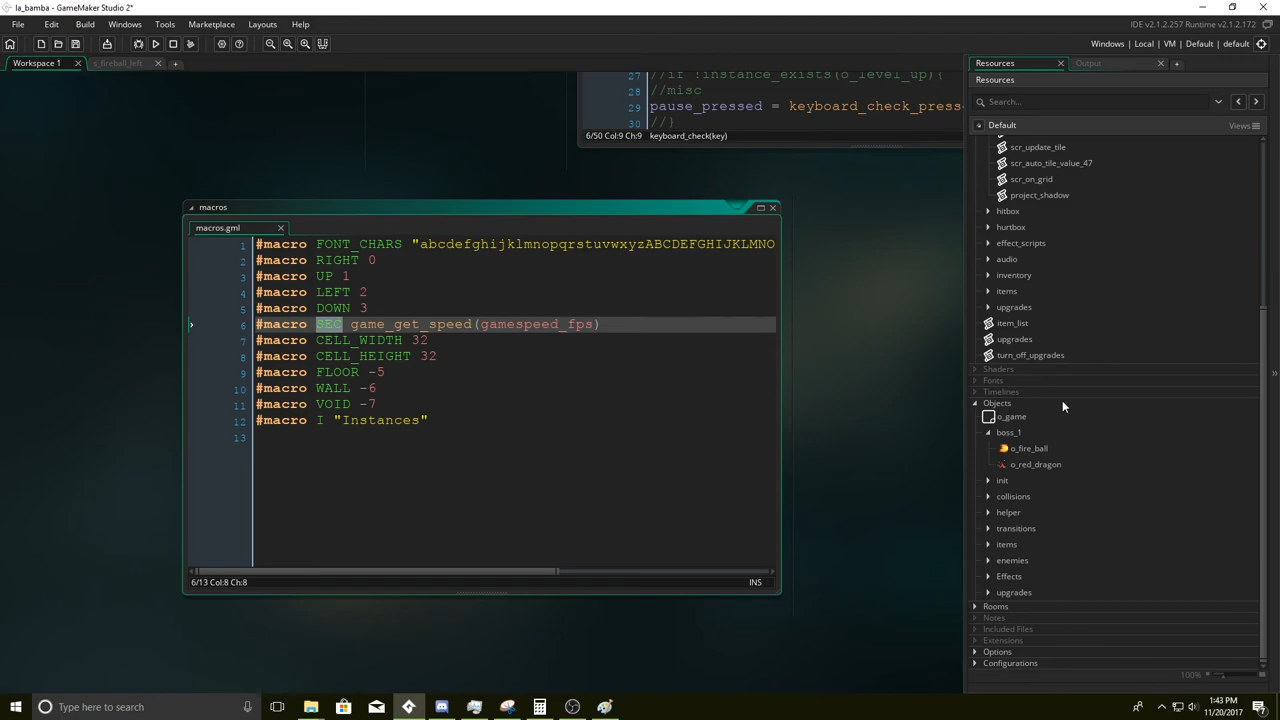 la_bamba - GameMaker Studio 2*
File Edit Build Windows Tools Marketplace Layouts Help
IDE v2.1.2.257 Runtime v2.1.2.172
Windows | Local | VM | Default | default
Workspace 1
s_fireball_left
Resources
Output
Resources
Search...
Default
Views
27 //if !instance_exists(o_level_up){
28 //misc
29 pause_pressed = keyboard_check_press
30 //}
6/50 Col:9 Ch:9 keyboard_check(key)
macros
macros.gml
1 #macro FONT_CHARS "abcdefghijklmnopqrstuvwxyzABCDEFGHIJKLMNO
2 #macro RIGHT 0
3 #macro UP 1
4 #macro LEFT 2
5 #macro DOWN 3
6 #macro SEC game_get_speed(gamespeed_fps)
7 #macro CELL_WIDTH 32
8 #macro CELL_HEIGHT 32
9 #macro FLOOR -5
10 #macro WALL -6
11 #macro VOID -7
12 #macro I "Instances"
13
6/13 Col:8 Ch:8
INS
scr_update_tile
scr_auto_tile_value_47
scr_on_grid
project_shadow
hitbox
hurtbox
effect_scripts
audio
inventory
items
upgrades
item_list
upgrades
turn_off_upgrades
Shaders
Fonts
Timelines
Objects
o_game
boss_1
o_fire_ball
o_red_dragon
init
collisions
helper
transitions
items
enemies
Effects
upgrades
Rooms
Notes
Included Files
Extensions
Options
Configurations
100%
Type here to search
1:43 PM
11/20/2017